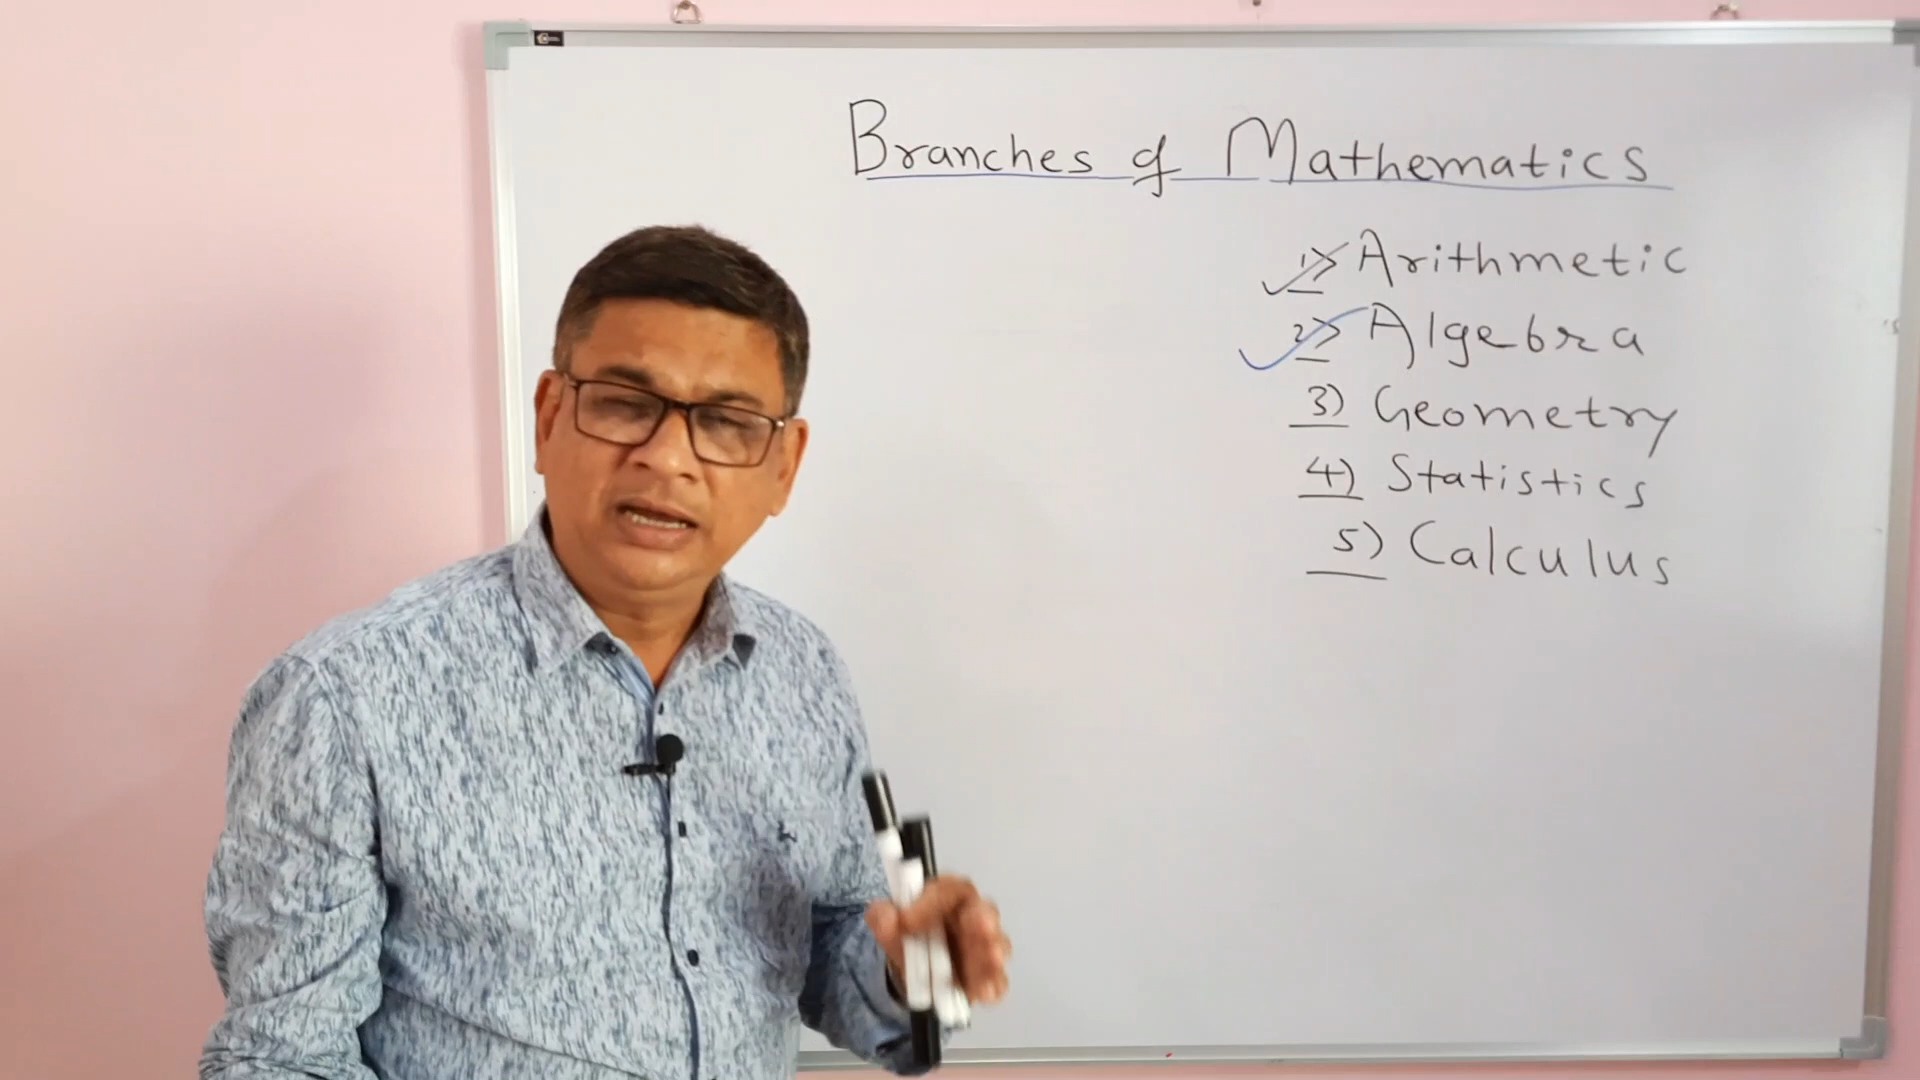 Branches of Mathematics
1) Arithmetic
2) Algebra
3) Geometry
4) Statistics
5) Calculus